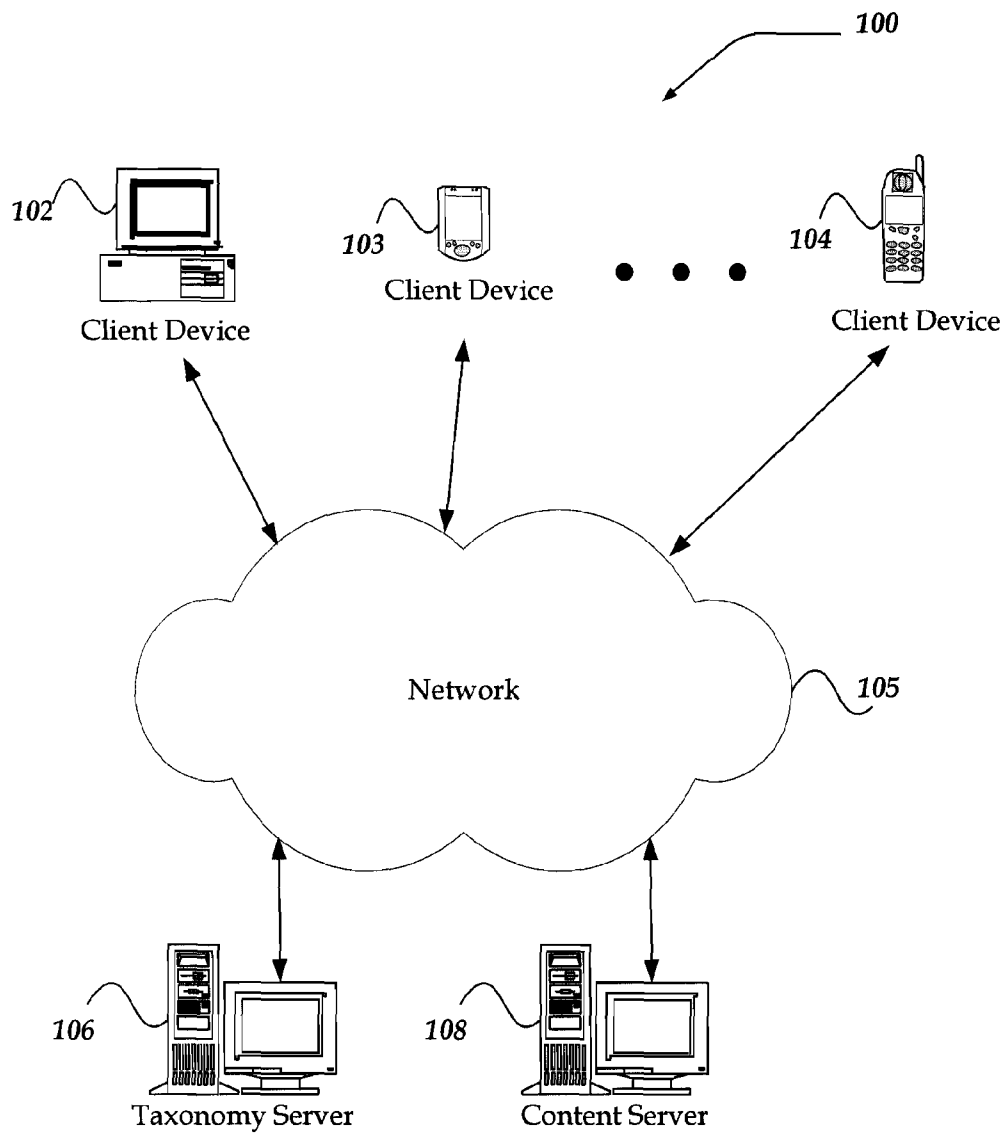 100
102
103
104
Client Device
Client Device
Client Device
Network
105
106
108
Taxonomy Server
Content Server